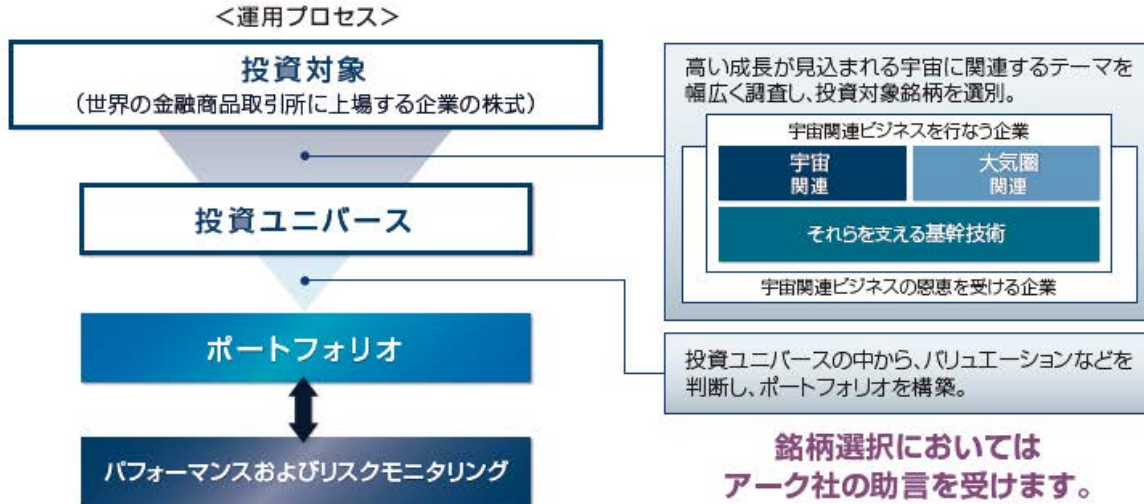 ＜運用プロセス＞
投資対象
（世界の金融商品取引所に上場する企業の株式）
投資ユニバース
ポートフォリオ
パフォーマンスおよびリスクモニタリング
高い成長が見込まれる宇宙に関連するテーマを
幅広く調査し、投資対象銘柄を選別。
宇宙関連ビジネスを行なう企業
宇宙
関連
大気圏
関連
それらを支える基幹技術
宇宙関連ビジネスの恩恵を受ける企業
投資ユニバースの中から、バリュエーションなどを
判断し、ポートフォリオを構築。
銘柄選択においては
アーク社の助言を受けます。